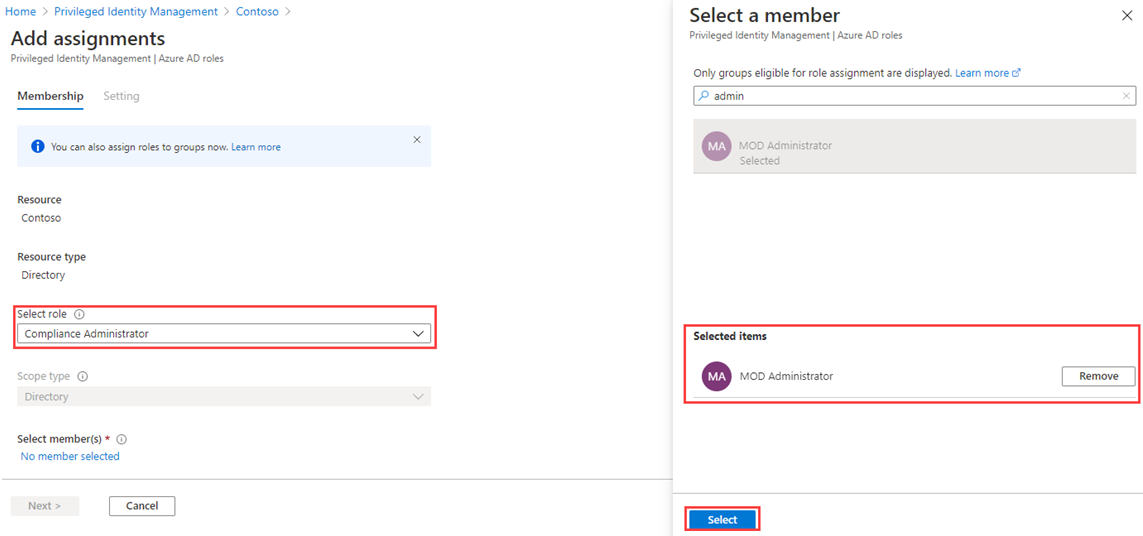 Home > Privileged Identity Management > Contoso >
Add assignments
Privileged Identity Management | Azure AD roles
Membership Setting
You can also assign roles to groups now. Learn more
Resource
Contoso
Resource type
Directory
Select role
Compliance Administrator
Scope type
Directory
Select member(s) *
No member selected
Next > Cancel
Select a member
Privileged Identity Management | Azure AD roles
Only groups eligible for role assignment are displayed. Learn more
admin
MA MOD Administrator
Selected
Selected items
MA MOD Administrator Remove
Select